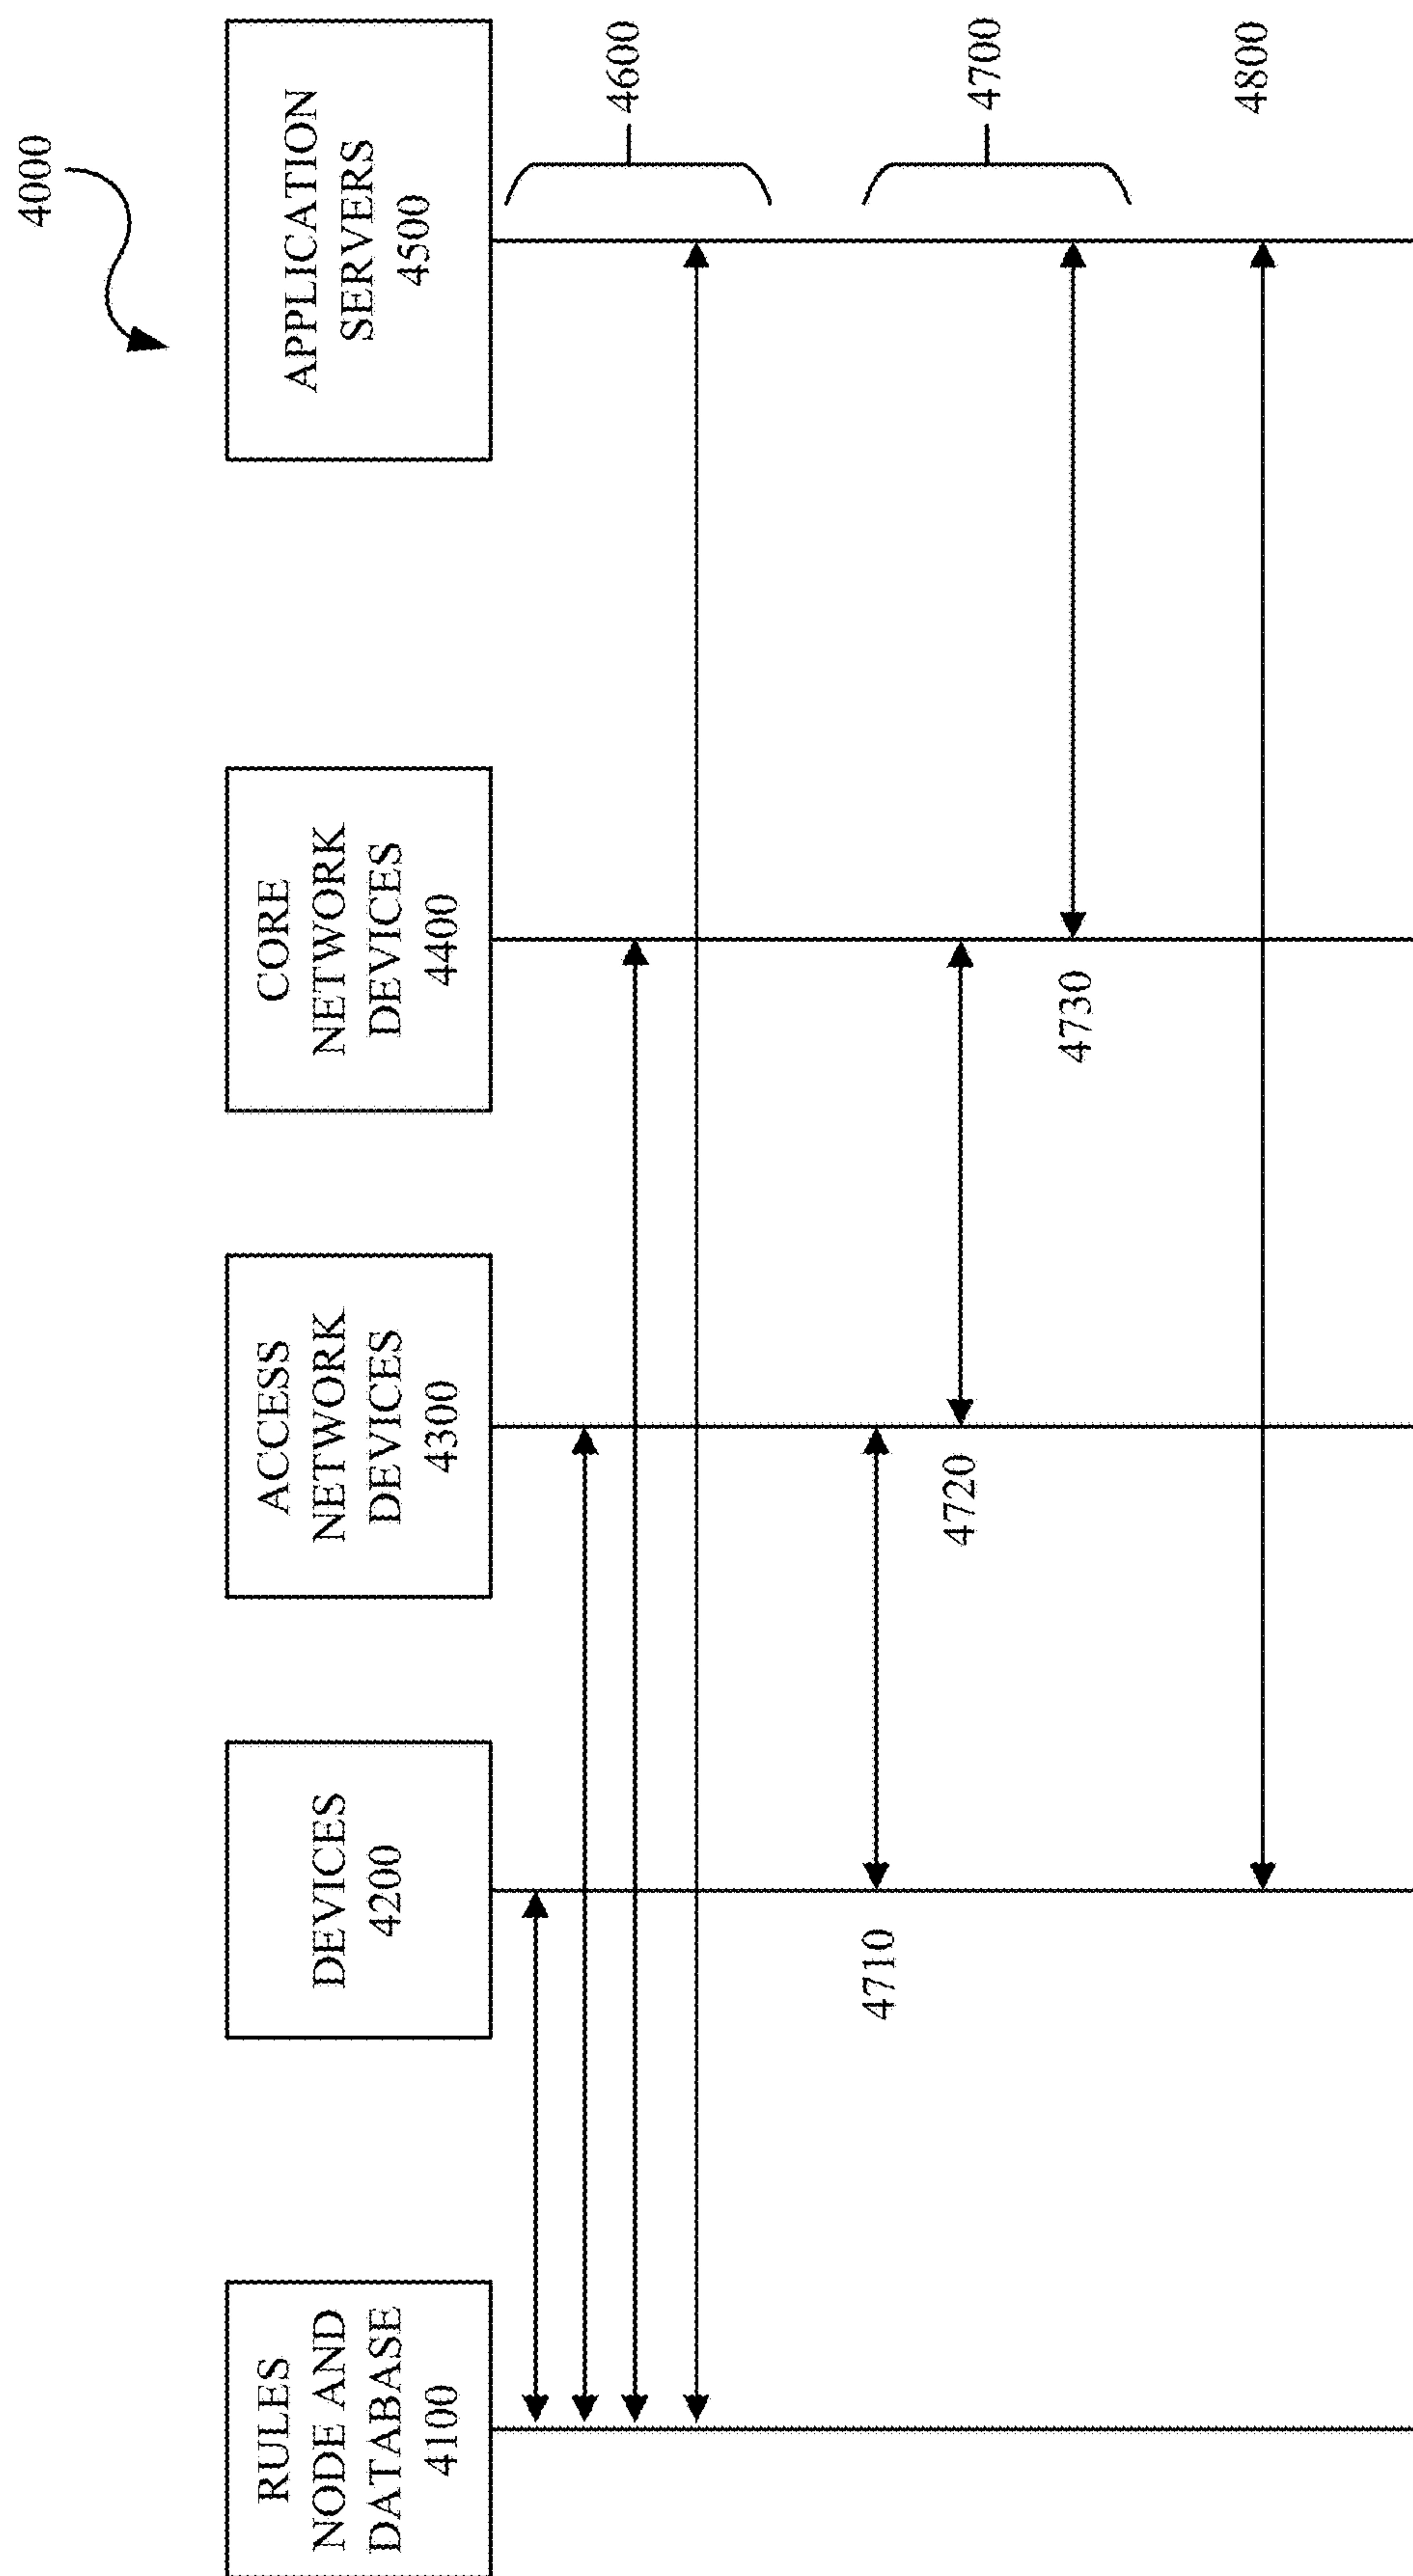 4000
RULES
NODE AND
DATABASE
4100
DEVICES
4200
ACCESS
NETWORK
DEVICES
4300
CORE
NETWORK
DEVICES
4400
APPLICATION
SERVERS
4500
4600
4710
4720
4730
4700
4800